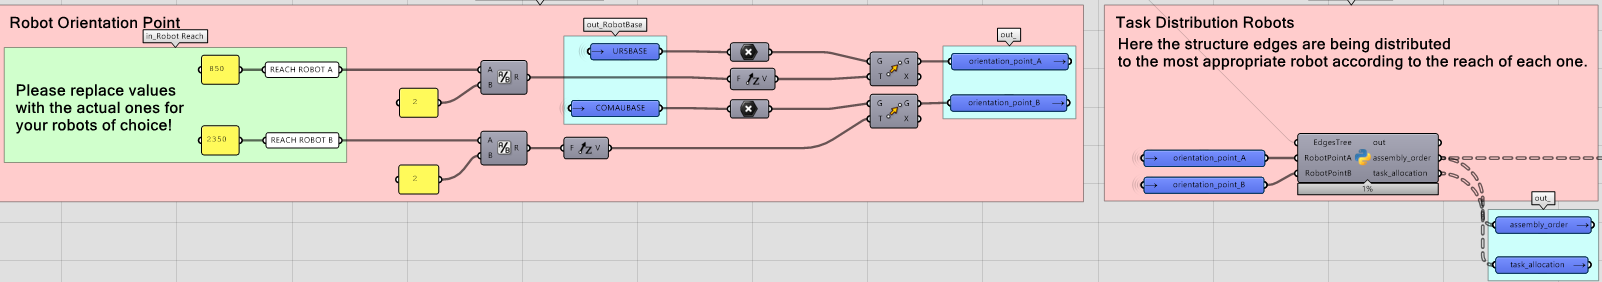 Robot Orientation Point
in_Robot Reach
850
REACH ROBOT A
Please replace values
with the actual ones for
your robots of choice!
2350
REACH ROBOT B
2
A
B
A/B
R
2
A
B
A/B
R
out_RobotBase
UR5BASE
COMAUBASE
F
V
F
V
G
T
G
X
G
T
G
X
out_
orientation_point_A
orientation_point_B
Task Distribution Robots
Here the structure edges are being distributed
to the most appropriate robot according to the reach of each one.
orientation_point_A
orientation_point_B
EdgesTree
RobotPointA
RobotPointB
out
assembly_order
task_allocation
1%
out_
assembly_order
task_allocation